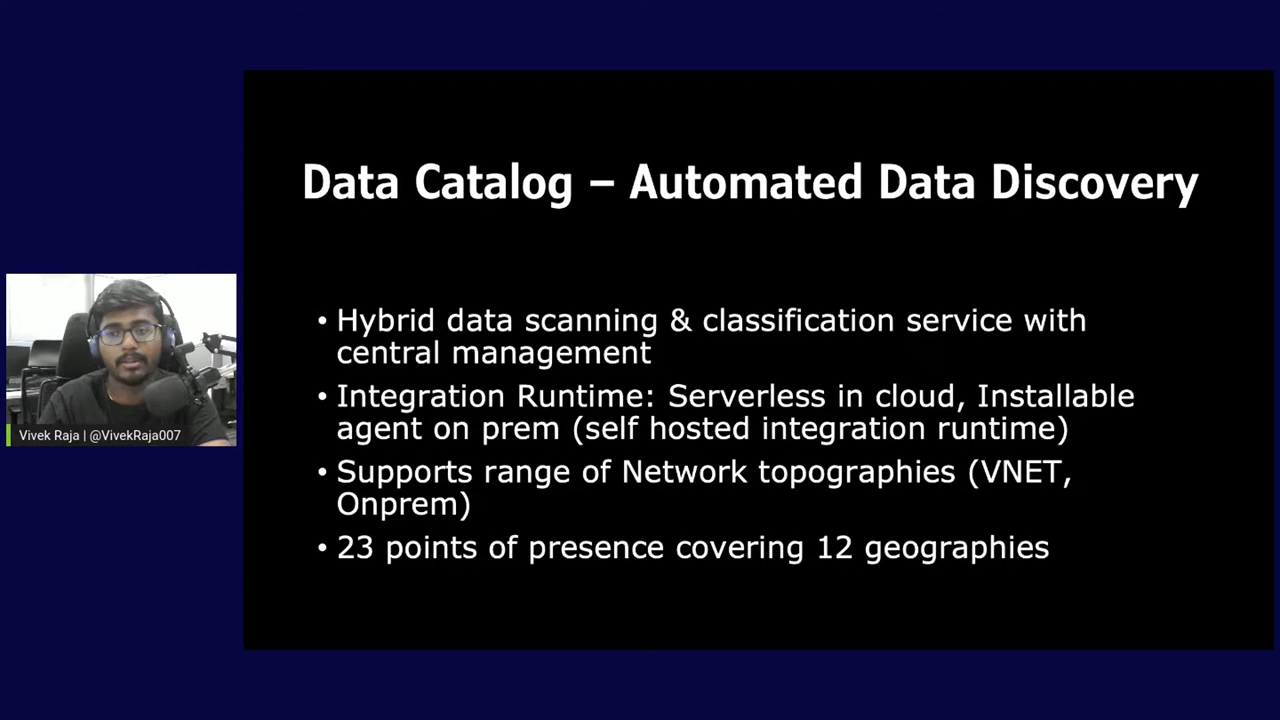 Data Catalog – Automated Data Discovery
• Hybrid data scanning & classification service with
central management
• Integration Runtime: Serverless in cloud, Installable
agent on prem (self hosted integration runtime)
• Supports range of Network topographies (VNET,
Onprem)
• 23 points of presence covering 12 geographies
Vivek Raja | @VivekRaja007